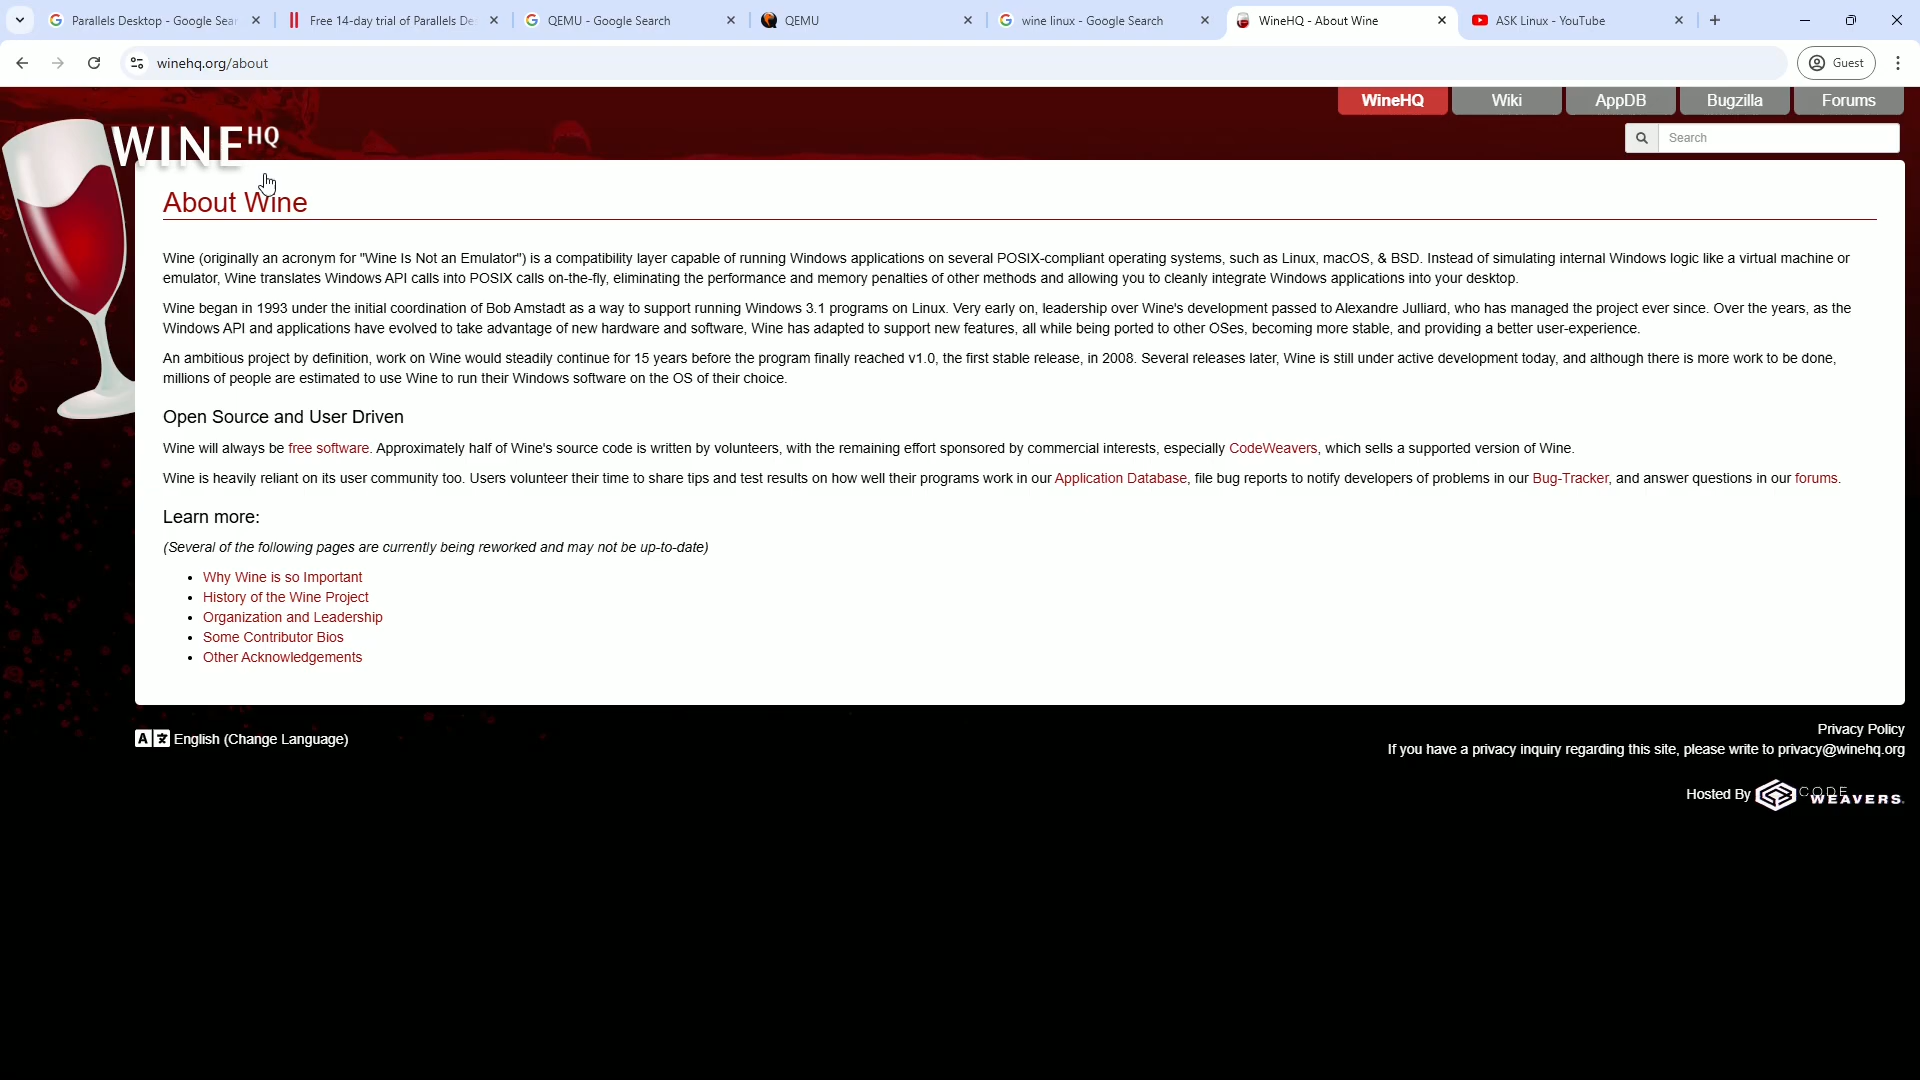 Parallels Desktop - Google Sear
Free 14-day trial of Parallels De
QEMU - Google Search
QEMU
wine linux - Google Search
WineHQ - About Wine
ASK Linux - YouTube
winehq.org/about
Guest
WineHQ
Wiki
AppDB
Bugzilla
Forums
WINE HQ
Search
About Wine
Wine (originally an acronym for "Wine Is Not an Emulator") is a compatibility layer capable of running Windows applications on several POSIX-compliant operating systems, such as Linux, macOS, & BSD. Instead of simulating internal Windows logic like a virtual machine or
emulator, Wine translates Windows API calls into POSIX calls on-the-fly, eliminating the performance and memory penalties of other methods and allowing you to cleanly integrate Windows applications into your desktop.
Wine began in 1993 under the initial coordination of Bob Amstadt as a way to support running Windows 3.1 programs on Linux. Very early on, leadership over Wine's development passed to Alexandre Julliard, who has managed the project ever since. Over the years, as the
Windows API and applications have evolved to take advantage of new hardware and software, Wine has adapted to support new features, all while being ported to other OSes, becoming more stable, and providing a better user-experience.
An ambitious project by definition, work on Wine would steadily continue for 15 years before the program finally reached v1.0, the first stable release, in 2008. Several releases later, Wine is still under active development today, and although there is more work to be done,
millions of people are estimated to use Wine to run their Windows software on the OS of their choice.
Open Source and User Driven
Wine will always be free software. Approximately half of Wine's source code is written by volunteers, with the remaining effort sponsored by commercial interests, especially CodeWeavers, which sells a supported version of Wine.
Wine is heavily reliant on its user community too. Users volunteer their time to share tips and test results on how well their programs work in our Application Database, file bug reports to notify developers of problems in our Bug-Tracker, and answer questions in our forums.
Learn more:
(Several of the following pages are currently being reworked and may not be up-to-date)
• Why Wine is so Important
• History of the Wine Project
• Organization and Leadership
• Some Contributor Bios
• Other Acknowledgements
English (Change Language)
Privacy Policy
If you have a privacy inquiry regarding this site, please write to privacy@winehq.org
Hosted By CODE WEAVERS